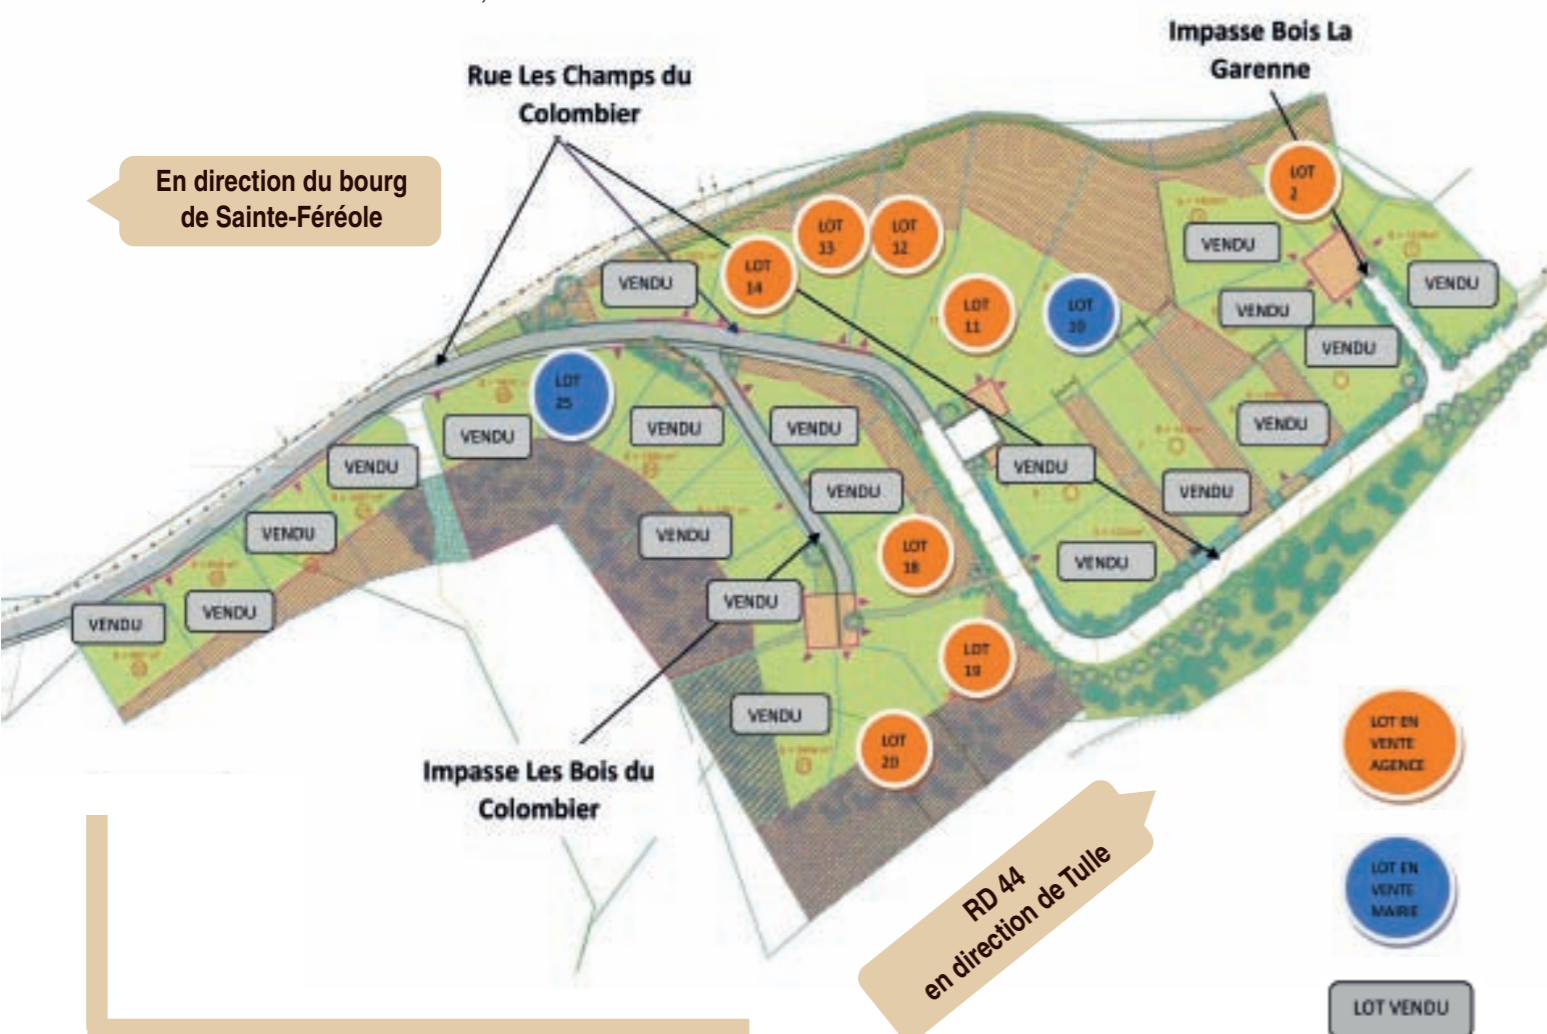 Impasse Bois La
Garenne
Rue Les Champs du
Colombier
En direction du bourg
de Sainte-Féréole
LOT
2
LOT
13
LOT
12
VENDU
VENDU
LOT
14
VENDU
LOT
11
LOT
10
VENDU
VENDU
LOT
25
VENDU
VENDU
VENDU
VENDU
VENDU
VENDU
VENDU
VENDU
VENDU
VENDU
VENDU
LOT
18
VENDU
VENDU
VENDU
VENDU
LOT
19
VENDU
LOT
20
Impasse Les Bois du
Colombier
RD 44
en direction de Tulle
LOT EN
VENTE
AGENCE
LOT EN
VENTE
MAIRIE
LOT VENDU